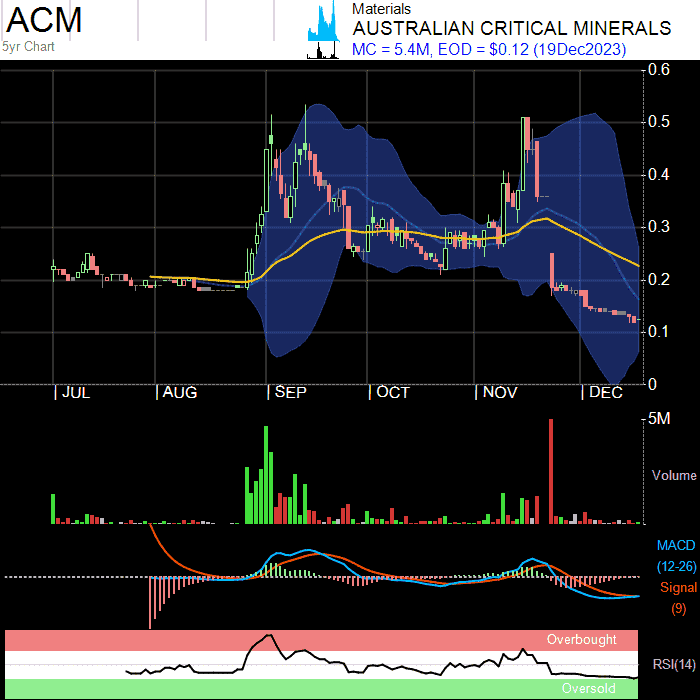 ACM
5yr Chart
Materials
AUSTRALIAN CRITICAL MINERALS
MC = 5.4M, EOD = $0.12 (19Dec2023)
0.6
0.5
0.4
0.3
0.2
0.1
0
JUL AUG SEP OCT NOV DEC
5M
Volume
MACD
(12-26)
Signal
(9)
Overbought
RSI(14)
Oversold